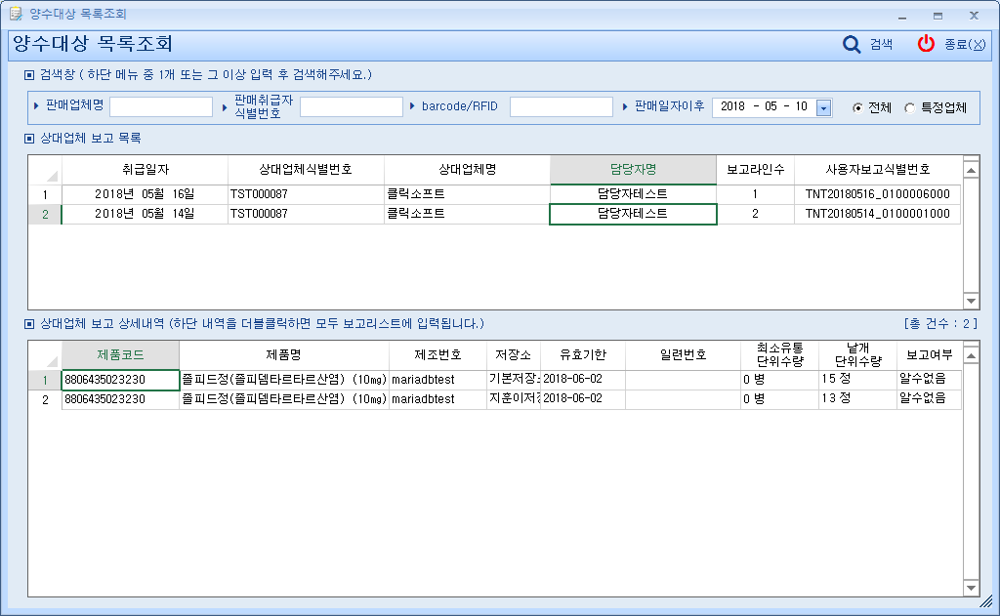 양수대상 목록조회
양수대상 목록조회 검색 종료(X)
검색창 ( 하단 메뉴 중 1개 또는 그 이상 입력 후 검색해주세요.)
판매업체명 판매취급자 식별번호 barcode/RFID 판매일자이후 2018 - 05 - 10 전체 특정업체
상대업체 보고 목록
취급일자 상대업체식별번호 상대업체명 담당자명 보고라인수 사용자보고식별번호
1 2018년 05월 16일 TST000087 클릭소프트 담당자테스트 1 TNT20180516_0100006000
2 2018년 05월 14일 TST000087 클릭소프트 담당자테스트 2 TNT20180514_0100001000
상대업체 보고 상세내역 (하단 내역을 더블클릭하면 모두 보고리스트에 입력됩니다.) [총 건수 : 2 ]
제품코드 제품명 제조번호 저장소 유효기한 일련번호 최소유통 단위수량 낱개 단위수량 보고여부
1 8806435023230 졸피드정(졸피뎀타르타르산염) (10mg) mariadbtest 기본저장소 2018-06-02 0 병 15 정 알수없음
2 8806435023230 졸피드정(졸피뎀타르타르산염) (10mg) mariadbtest 지훈이저장 2018-06-02 0 병 13 정 알수없음